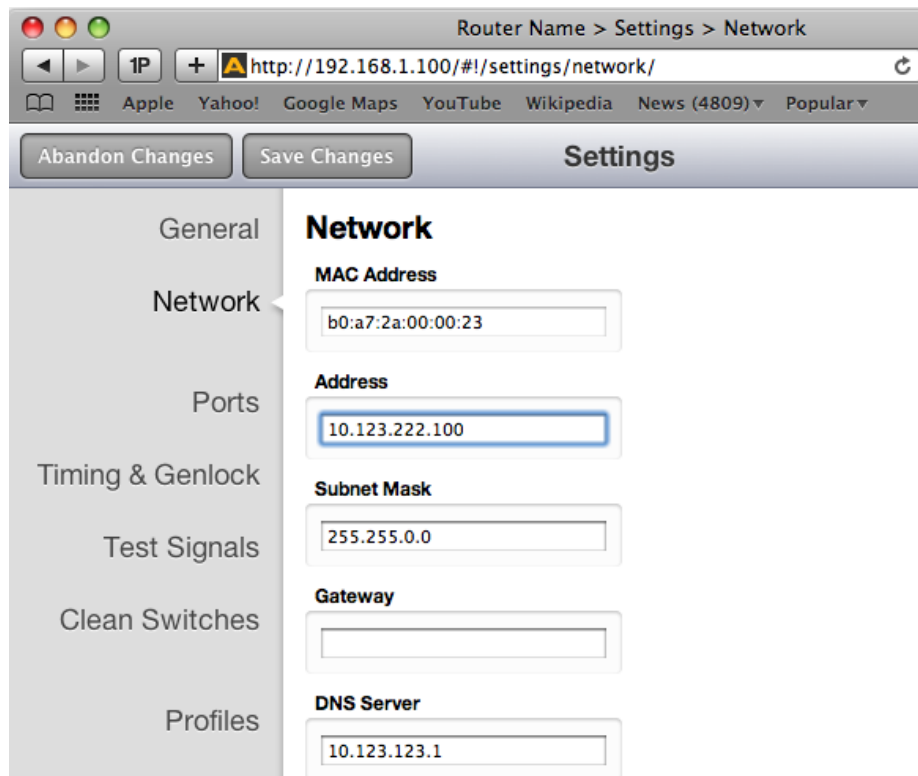 Router Name > Settings > Network
1P + http://192.168.1.100/#!/settings/network/
Apple Yahoo! Google Maps YouTube Wikipedia News (4809)▾ Popular▾
Abandon Changes Save Changes Settings
General
Network
Ports
Timing & Genlock
Test Signals
Clean Switches
Profiles
Network
MAC Address
b0:a7:2a:00:00:23
Address
10.123.222.100
Subnet Mask
255.255.0.0
Gateway
DNS Server
10.123.123.1